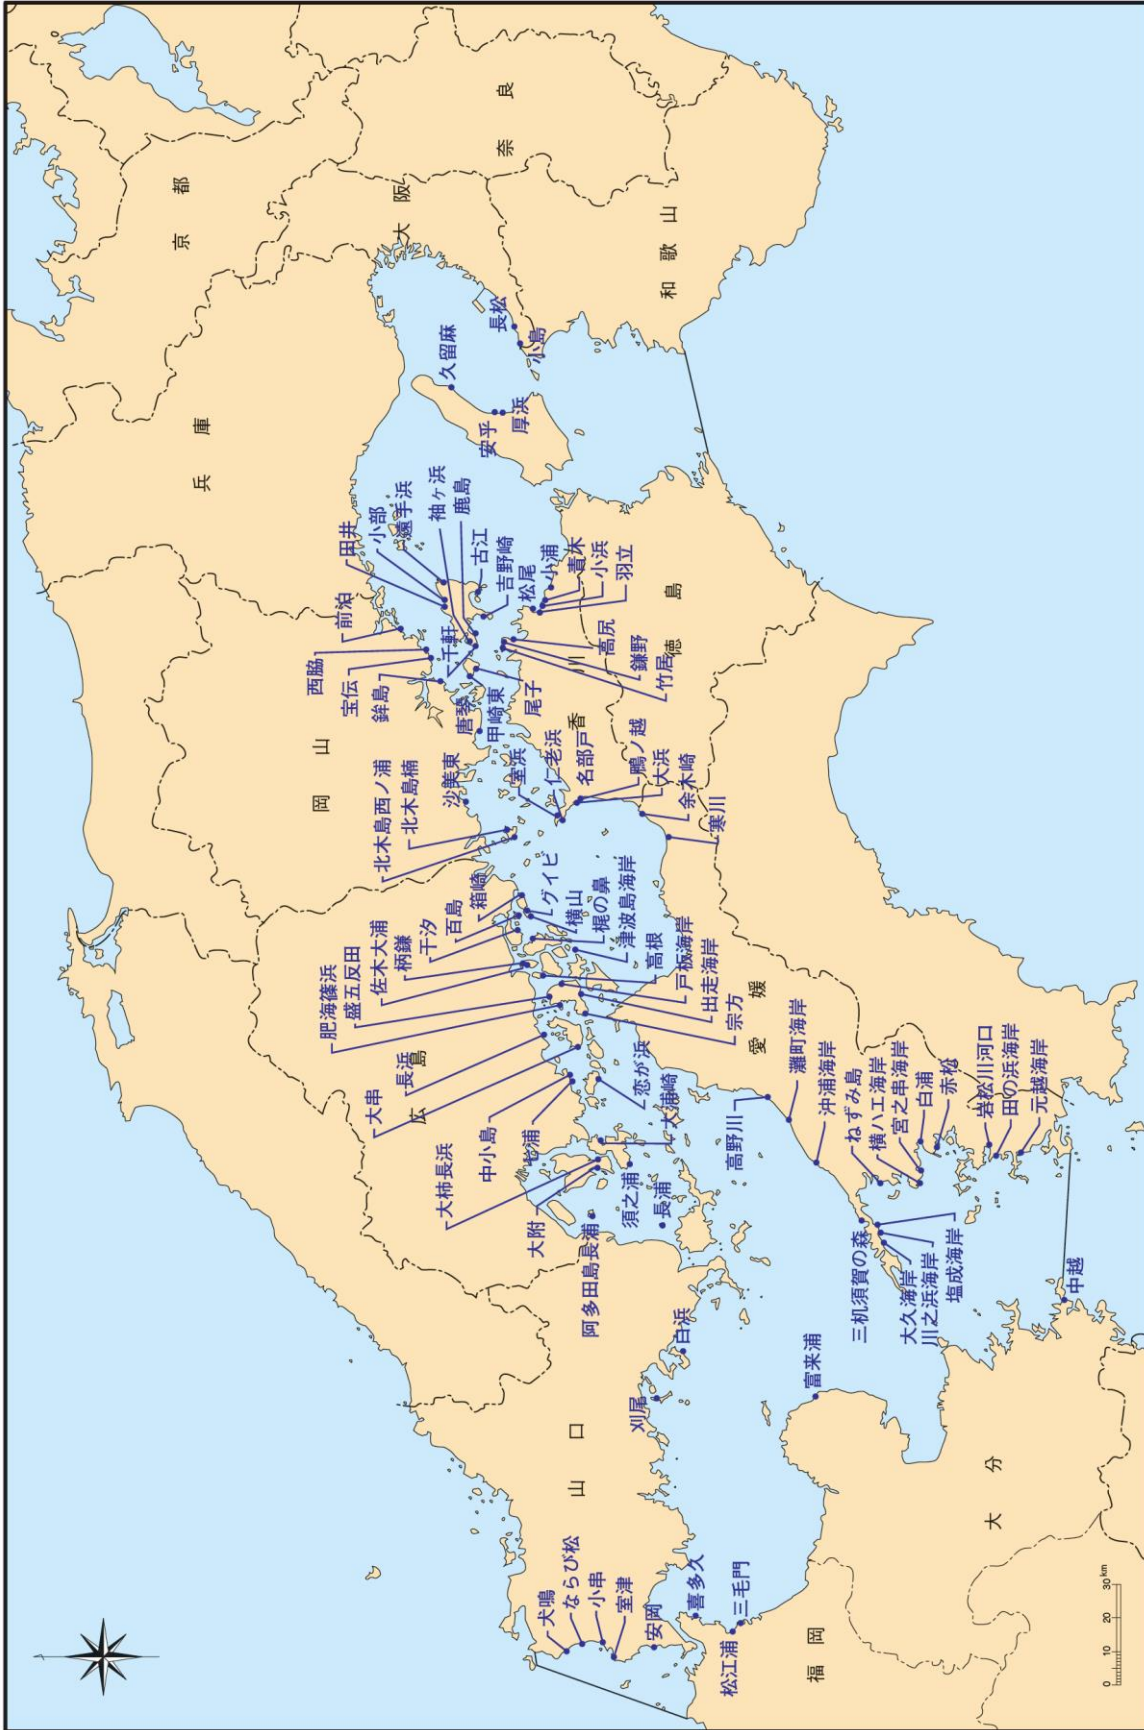 京都
兵庫
大阪
奈良
和歌山
岡山
広島
山口
香川
徳島
愛媛
福岡
大分
久留麻
安乎
厚浜
長松
小島
前泊
西脇
宝伝
鉾島
田井
小部
遠手浜
袖ヶ浜
鹿島
千軒
古江
吉野崎
唐琴
甲崎東
尾子
松尾
小浦
青木
小浜
羽立
高尻
鎌野
竹居
沙美東
北木島西ノ浦
北木島楠
室浜
仁老浜
名部戸
鴨ノ越
大浜
余木崎
寒川
箱崎
百島
干汐
柄鎌
佐木大浦
盛五反田
肥海篠浜
グイビ
横山
梶の鼻
津波島海岸
高根
戸板海岸
出走海岸
宗方
大串
長浜
中小島
七浦
恋が浜
大浦崎
大柿長浜
大附
須之浦
長浦
阿多田島長浦
白浜
刈尾
犬鳴
ならび松
小串
室津
安岡
喜多久
松江浦
三毛門
富来浦
高野川
灘町海岸
沖浦海岸
ねずみ島
横ハエ海岸
宮之串海岸
白浦
赤松
岩松川河口
田の浜海岸
元越海岸
三机須賀の森
大久海岸
川之浜海岸
塩成海岸
中越
0 10 20 30km